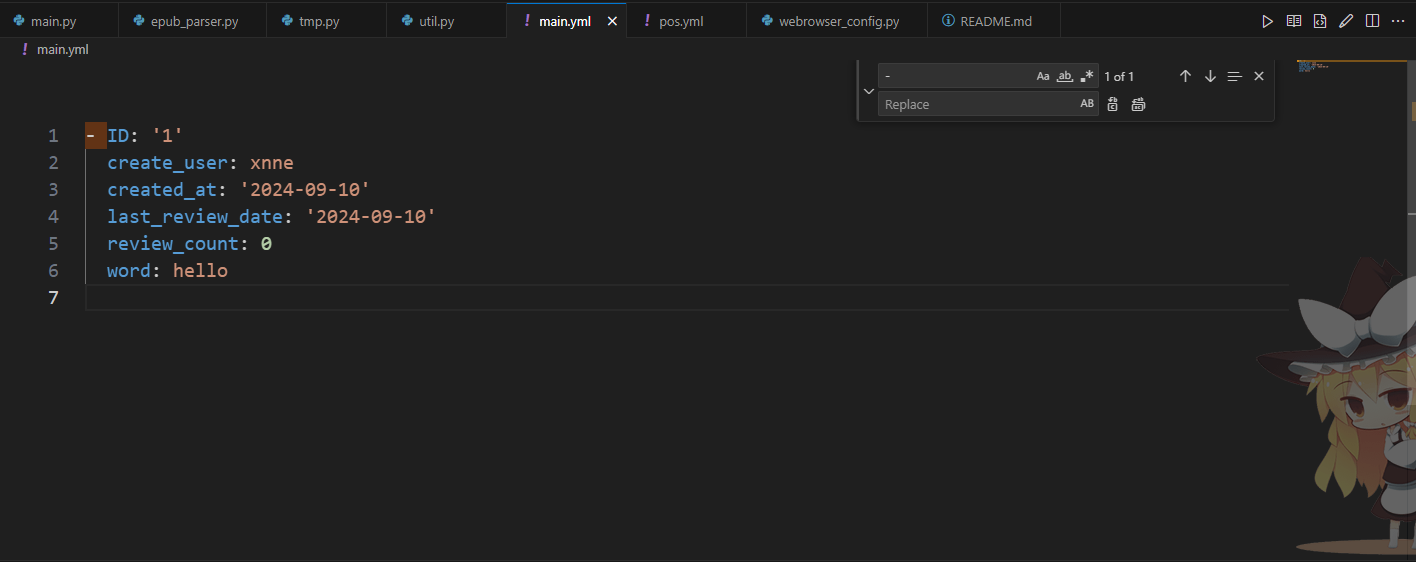 main.py epub_parser.py tmp.py util.py ! main.yml ! pos.yml webrowser_config.py README.md
! main.yml
- Aa ab 1 of 1
Replace AB
1 - ID: '1'
2 create_user: xnne
3 created_at: '2024-09-10'
4 last_review_date: '2024-09-10'
5 review_count: 0
6 word: hello
7